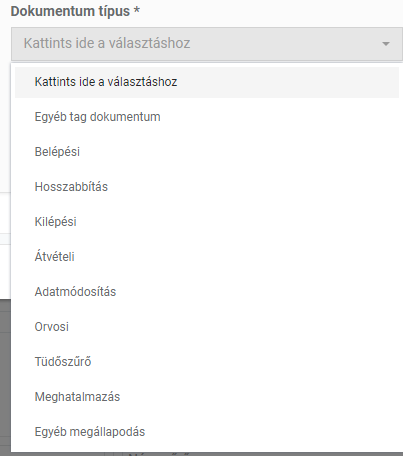 Dokumentum típus *
Kattints ide a választáshoz
Kattints ide a választáshoz
Egyéb tag dokumentum
Belépési
Hosszabbítás
Kilépési
Átvételi
Adatmódosítás
Orvosi
Tüdőszűrő
Meghatalmazás
Egyéb megállapodás